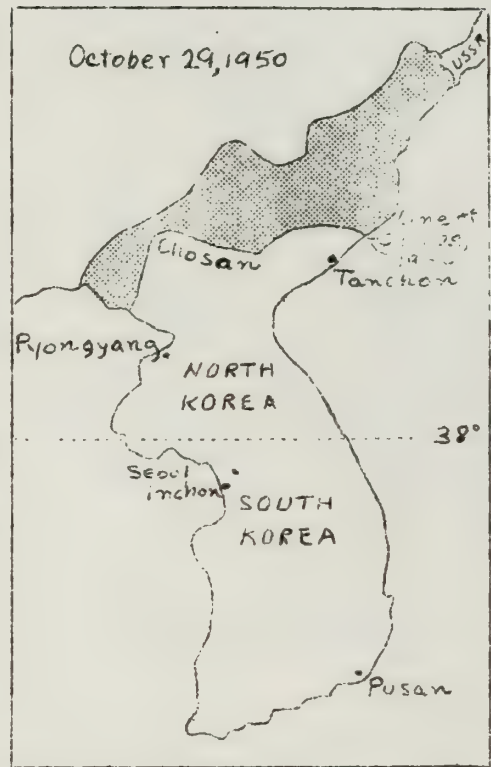 October 29, 1950
USSR
Line of
Chosan
Tanchon
Pyongyang
NORTH
KOREA
38°
Seoul
inchon
SOUTH
KOREA
Pusan